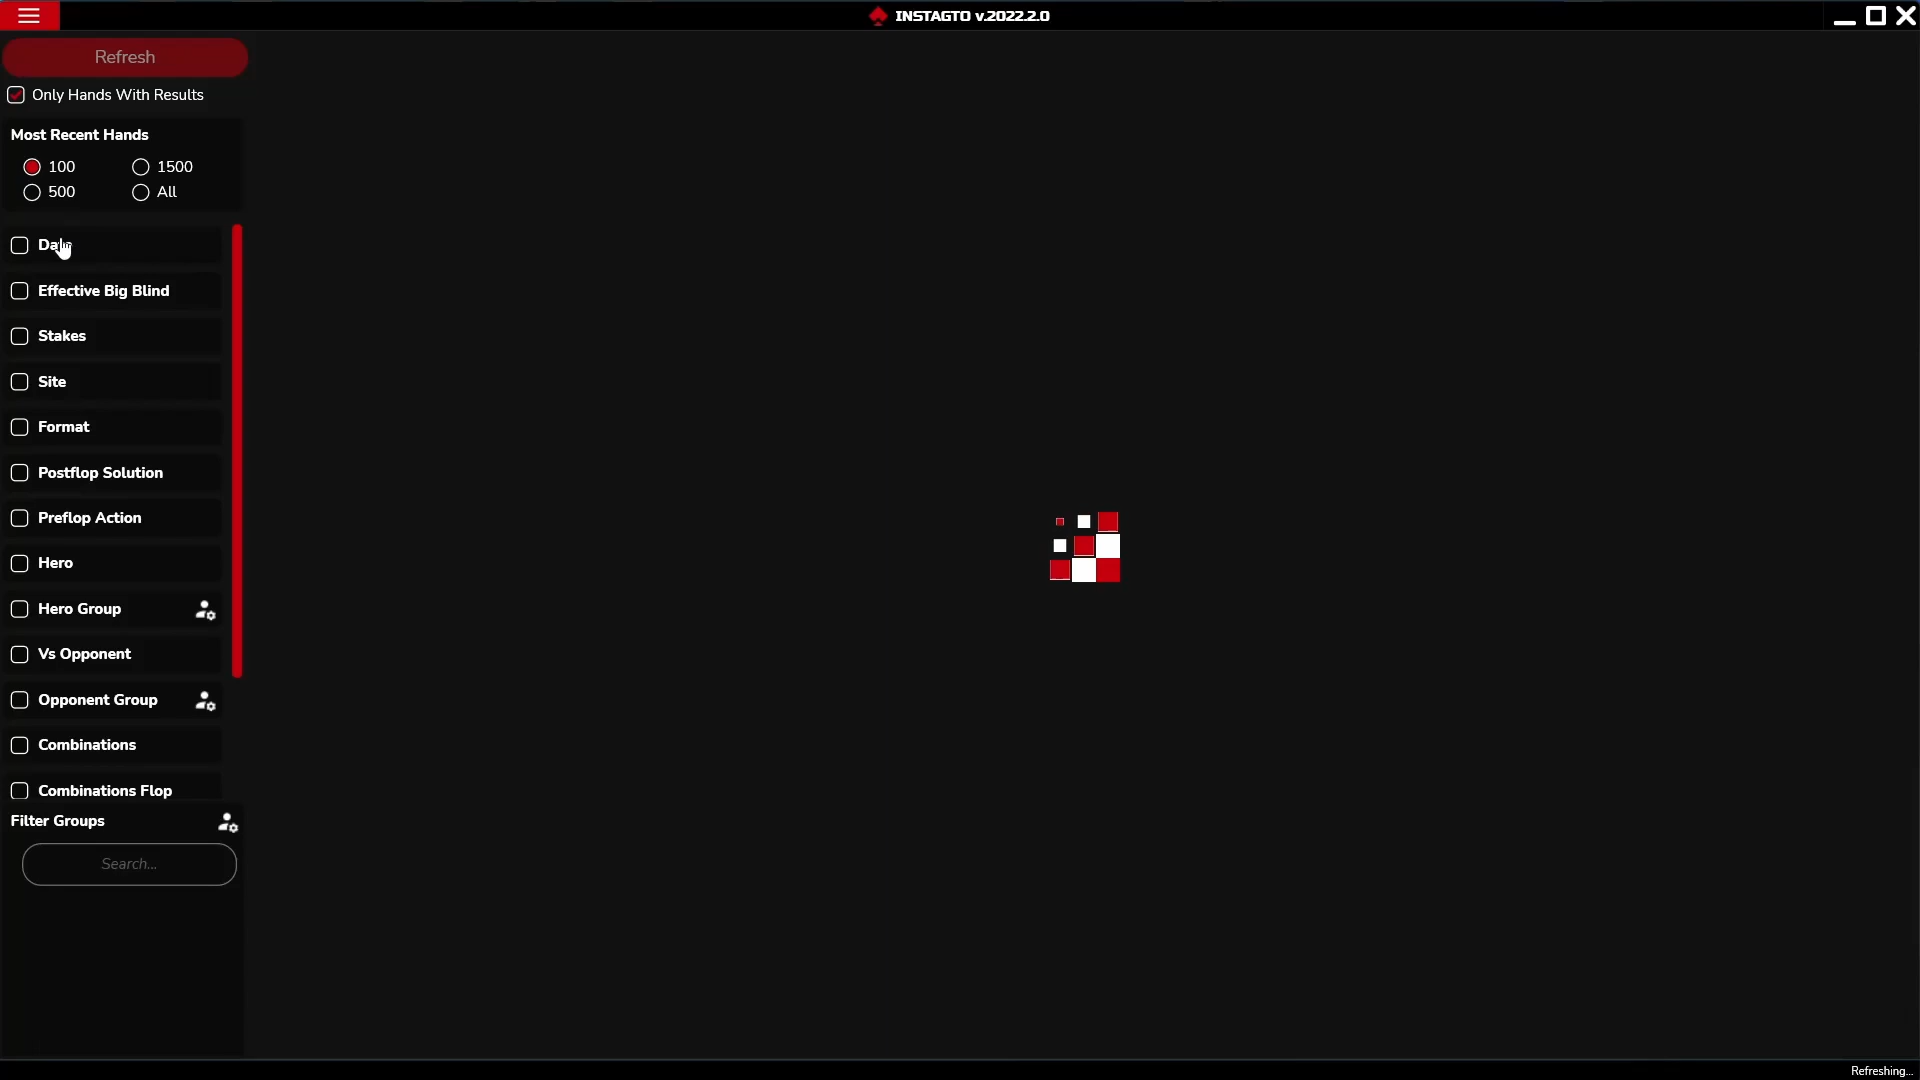 INSTAGTO v.2022.2.0
Refresh
Only Hands With Results
Most Recent Hands
100
1500
500
All
Effective Big Blind
Stakes
Site
Format
Postflop Solution
Preflop Action
Hero
Hero Group
Vs Opponent
Opponent Group
Combinations
Combinations Flop
Filter Groups
Search...
Refreshing...